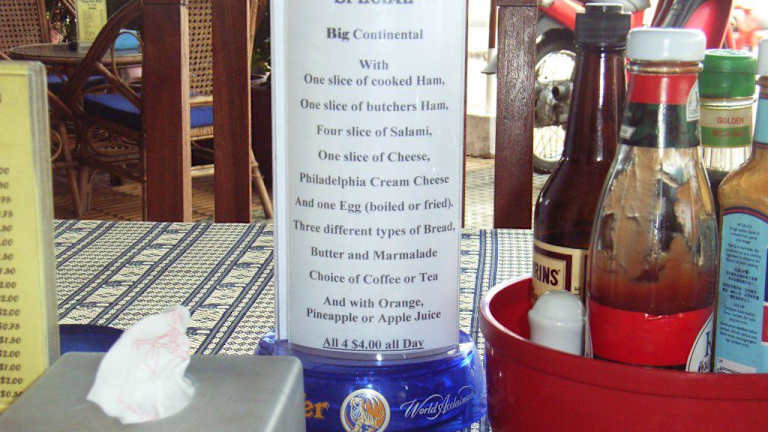 SPECIAL
Big Continental
With
One slice of cooked Ham,
One slice of butchers Ham,
Four slice of Salami,
One slice of Cheese,
Philadelphia Cream Cheese
And one Egg (boiled or fried).
Three different types of Bread,
Butter and Marmalade
Choice of Coffee or Tea
And with Orange,
Pineapple or Apple Juice
All 4 $4.00 all Day
World's Acclaimed
GOLDEN